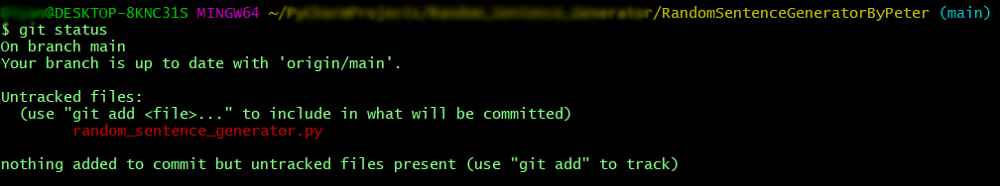 @DESKTOP-8KNC31S MINGW64 ~/ /RandomSentenceGeneratorByPeter (main)
$ git status
On branch main
Your branch is up to date with 'origin/main'.
Untracked files:
(use "git add <file>..." to include in what will be committed)
random_sentence_generator.py
nothing added to commit but untracked files present (use "git add" to track)